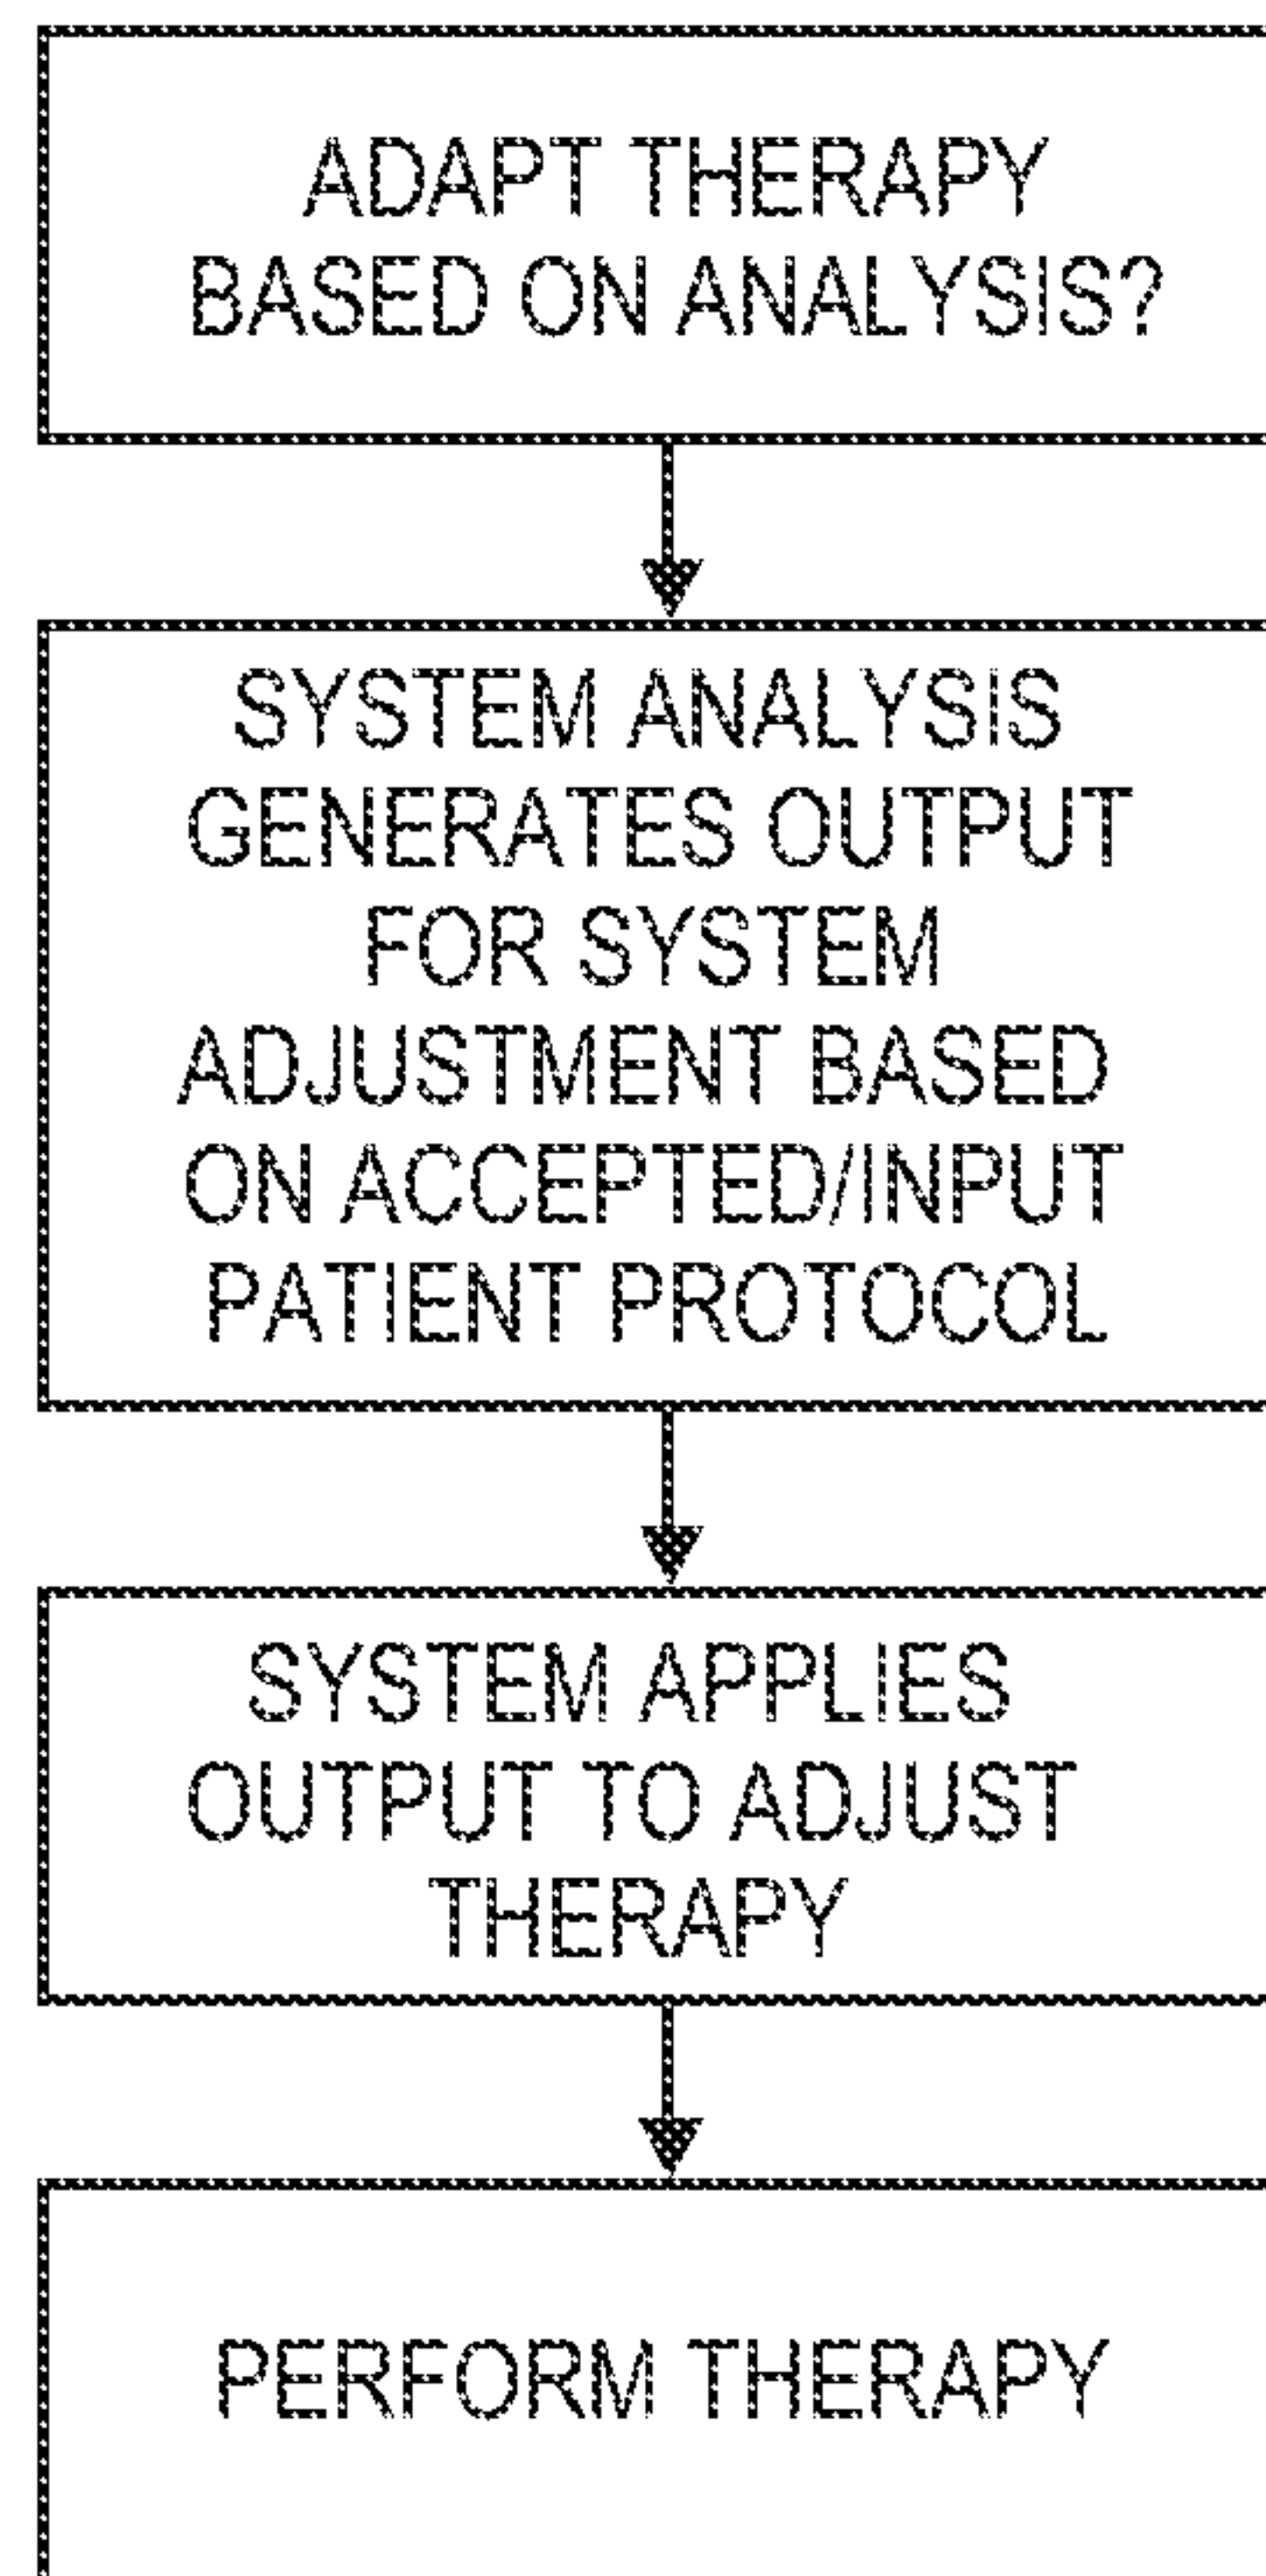 ADAPT THERAPY
BASED ON ANALYSIS?
SYSTEM ANALYSIS
GENERATES OUTPUT
FOR SYSTEM
ADJUSTMENT BASED
ON ACCEPTED/INPUT
PATIENT PROTOCOL
SYSTEM APPLIES
OUTPUT TO ADJUST
THERAPY
PERFORM THERAPY